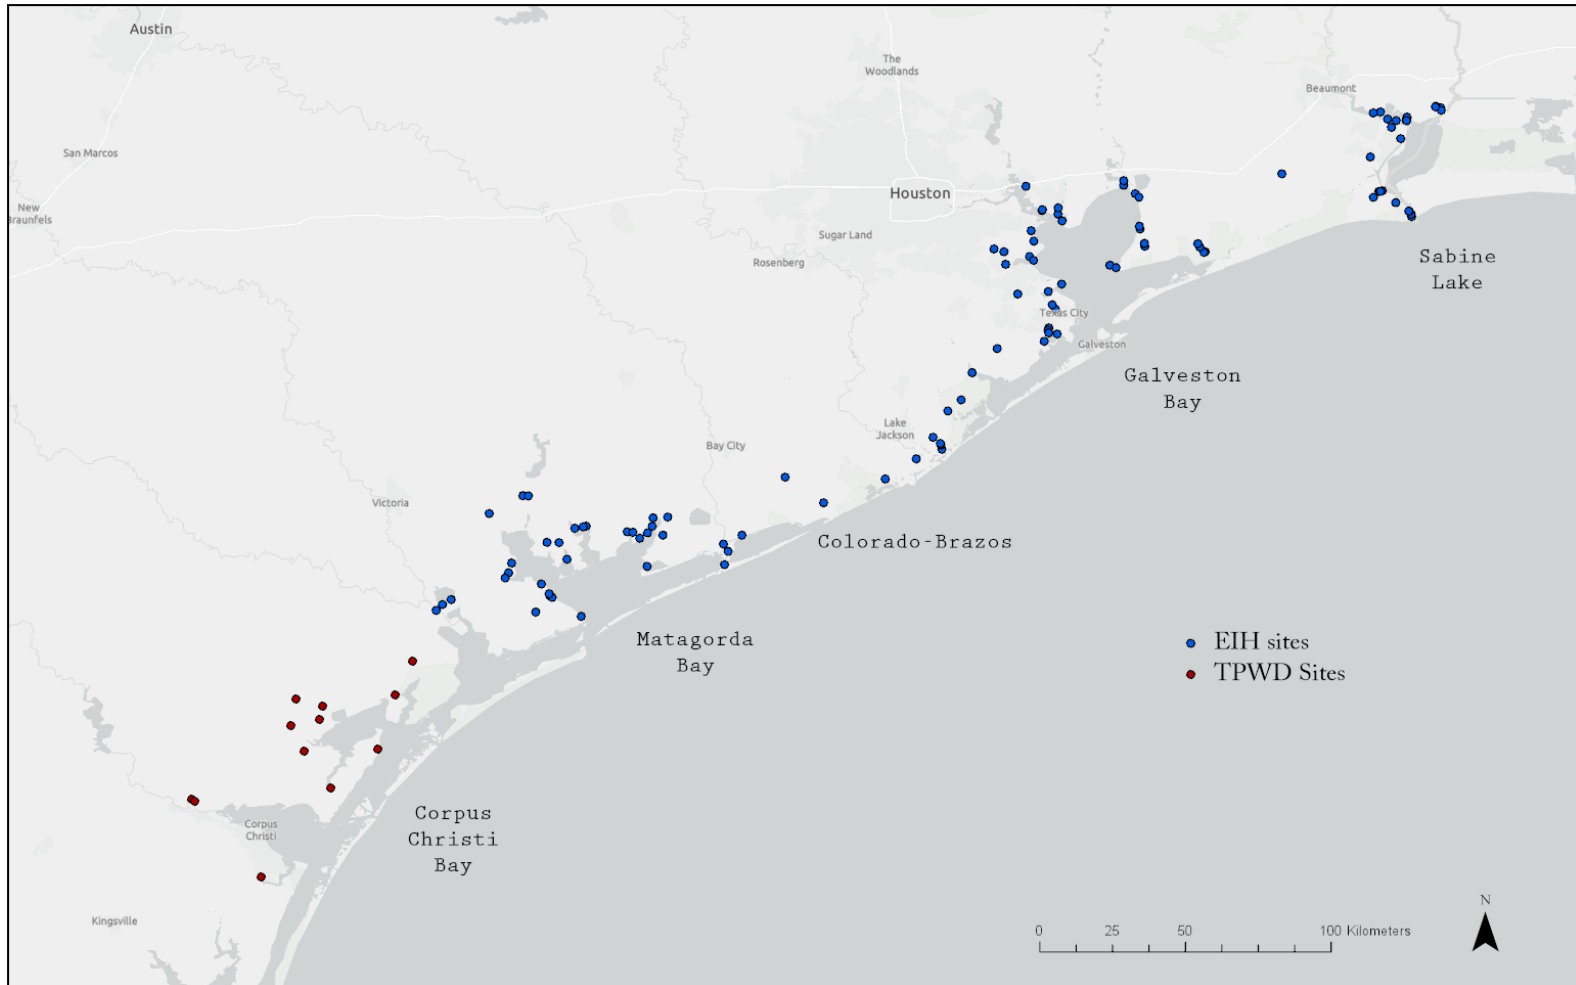 Austin
The
Woodlands
Beaumont
San Marcos
Houston
New
Braunfels
Sugar Land
Rosenberg
Sabine
Lake
Texas City
Galveston
Galveston
Bay
Lake
Jackson
Bay City
Victoria
Colorado-Brazos
Matagorda
Bay
EIH sites
TPWD Sites
Corpus
Christi
Corpus
Christi
Bay
Kingsville
N
0 25 50 100 Kilometers